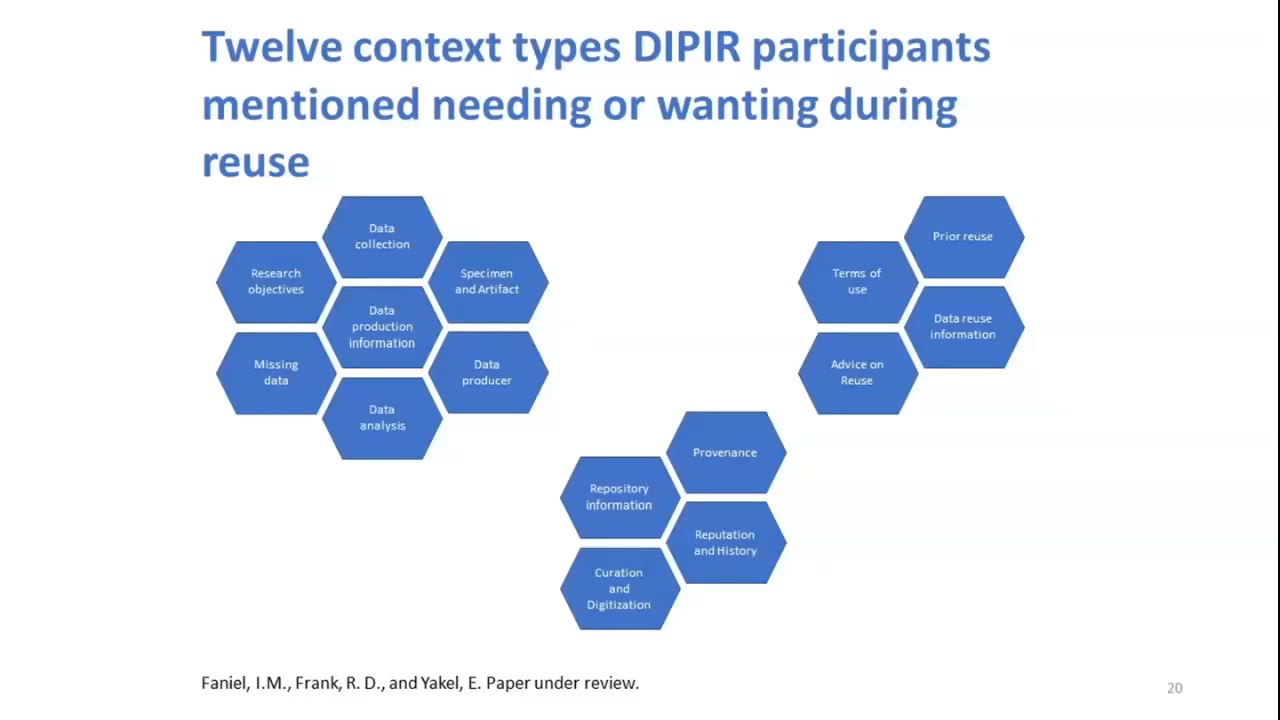 Twelve context types DIPIR participants
mentioned needing or wanting during
reuse
Data
collection
Research
objectives
Specimen
and Artifact
Data
production
information
Missing
data
Data
producer
Data
analysis
Prior reuse
Terms of
use
Data reuse
information
Advice on
Reuse
Provenance
Repository
information
Reputation
and History
Curation
and
Digitization
Faniel, I.M., Frank, R. D., and Yakel, E. Paper under review.
20